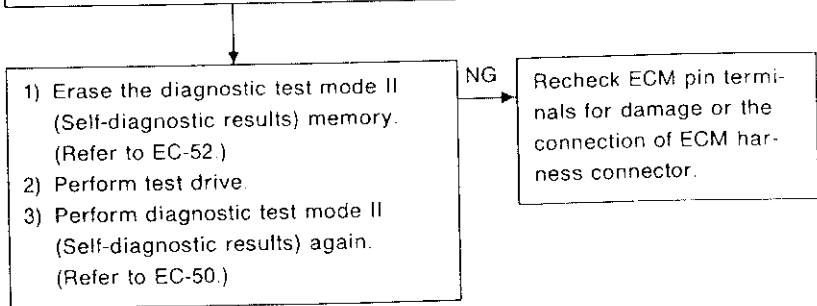 1) Erase the diagnostic test mode II
(Self-diagnostic results) memory.
(Refer to EC-52.)
2) Perform test drive.
3) Perform diagnostic test mode II
(Self-diagnostic results) again.
(Refer to EC-50.)
NG
Recheck ECM pin termi-
nals for damage or the
connection of ECM har-
ness connector.